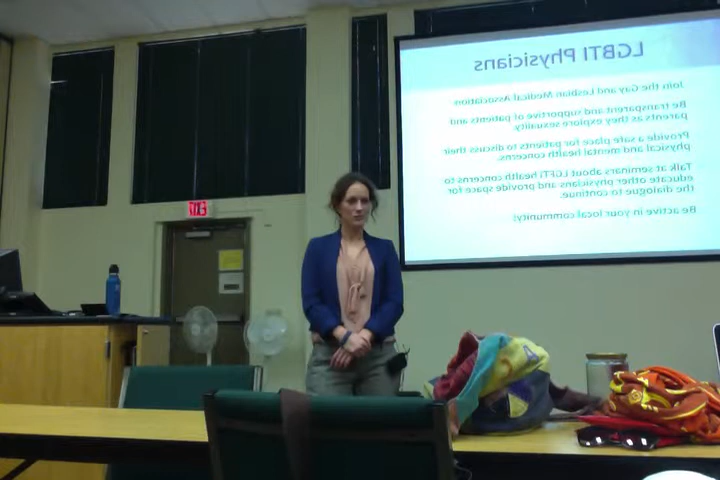 LGBTI Physicians
Join the Gay and Lesbian Medical Association
Be transparent and supportive of patients and
parents as they explore sexuality.
Provide a safe place for patients to discuss their
physical and mental health concerns.
Talk at seminars about LGBTI health concerns to
educate other physicians and provide space for
the dialogue to continue.
Be active in your local community!
EXIT